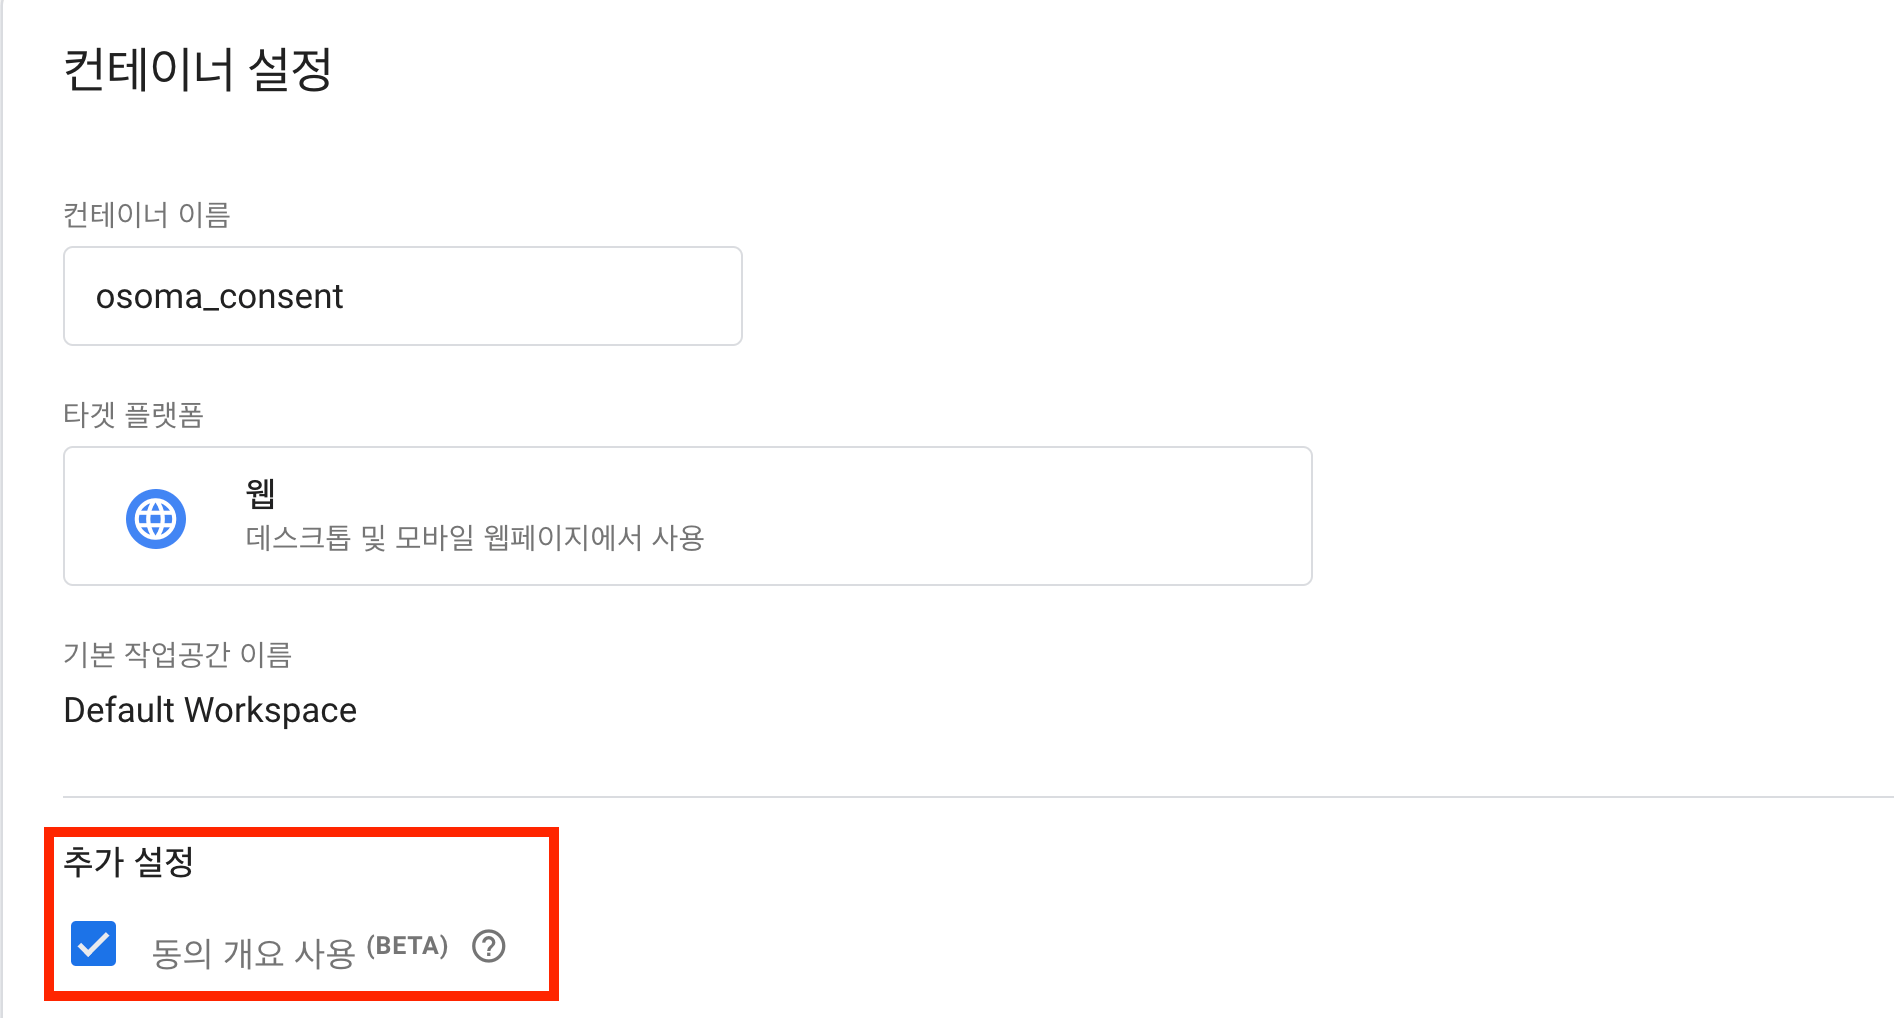 컨테이너 설정
컨테이너 이름
osoma_consent
타겟 플랫폼
웹
데스크톱 및 모바일 웹페이지에서 사용
기본 작업공간 이름
Default Workspace
추가 설정
동의 개요 사용 (BETA) ?